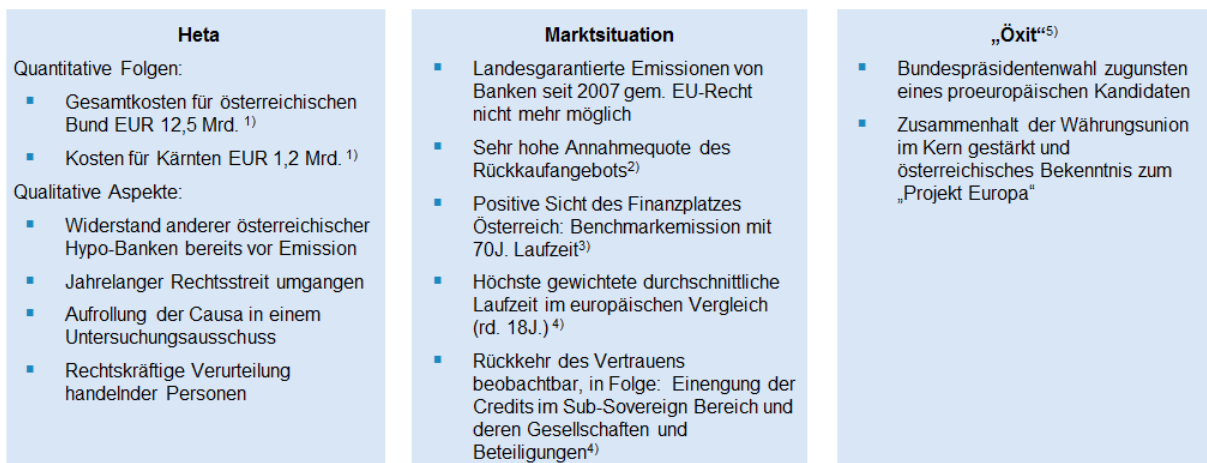 Heta
Quantitative Folgen:
▪ Gesamtkosten für österreichischen
Bund EUR 12,5 Mrd. 1)
▪ Kosten für Kärnten EUR 1,2 Mrd. 1)
Qualitative Aspekte:
▪ Widerstand anderer österreichischer
Hypo-Banken bereits vor Emission
▪ Jahrelanger Rechtsstreit umgangen
▪ Aufrollung der Causa in einem
Untersuchungsausschuss
▪ Rechtskräftige Verurteilung
handelnder Personen
Marktsituation
▪ Landesgarantierte Emissionen von
Banken seit 2007 gem. EU-Recht
nicht mehr möglich
▪ Sehr hohe Annahmequote des
Rückkaufangebots2)
▪ Positive Sicht des Finanzplatzes
Österreich: Benchmarkemission mit
70J. Laufzeit3)
▪ Höchste gewichtete durchschnittliche
Laufzeit im europäischen Vergleich
(rd. 18J.) 4)
▪ Rückkehr des Vertrauens
beobachtbar, in Folge: Einengung der
Credits im Sub-Sovereign Bereich und
deren Gesellschaften und
Beteiligungen4)
„Öxit“5)
▪ Bundespräsidentenwahl zugunsten
eines proeuropäischen Kandidaten
▪ Zusammenhalt der Währungsunion
im Kern gestärkt und
österreichisches Bekenntnis zum
„Projekt Europa“